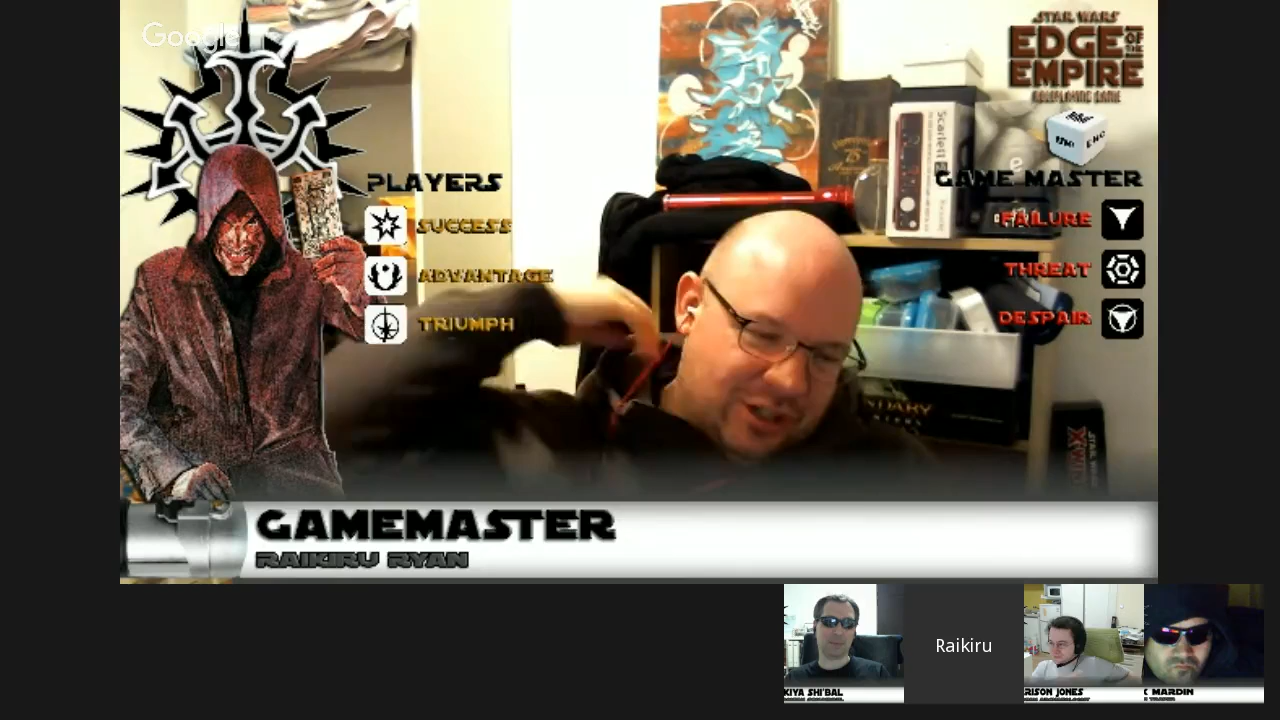 Google
STAR WARS
EDGE OF THE
EMPIRE
ROLEPLAYING GAME
Scarlett
PLAYERS
GAME MASTER
SUCCESS
FAILURE
ADVANTAGE
THREAT
TRIUMPH
DESPAIR
GAMEMASTER
RAIKIRU RYAN
Raikiru
KIYA SHI'BAL
RISON JONES
MARDIN